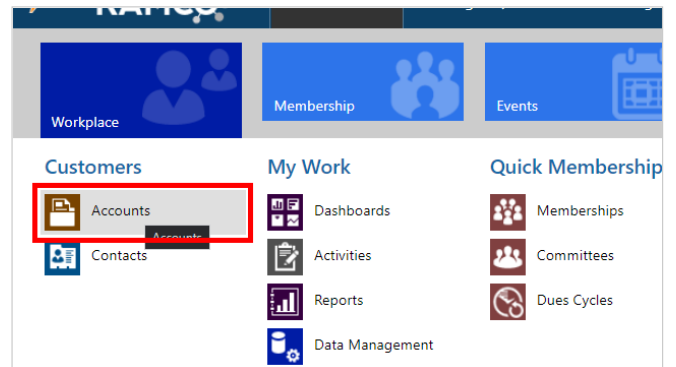 RAMCO
Workplace
Membership
Events
Customers
My Work
Quick Membership
Accounts
Dashboards
Memberships
Accounts
Contacts
Activities
Committees
Reports
Dues Cycles
Data Management